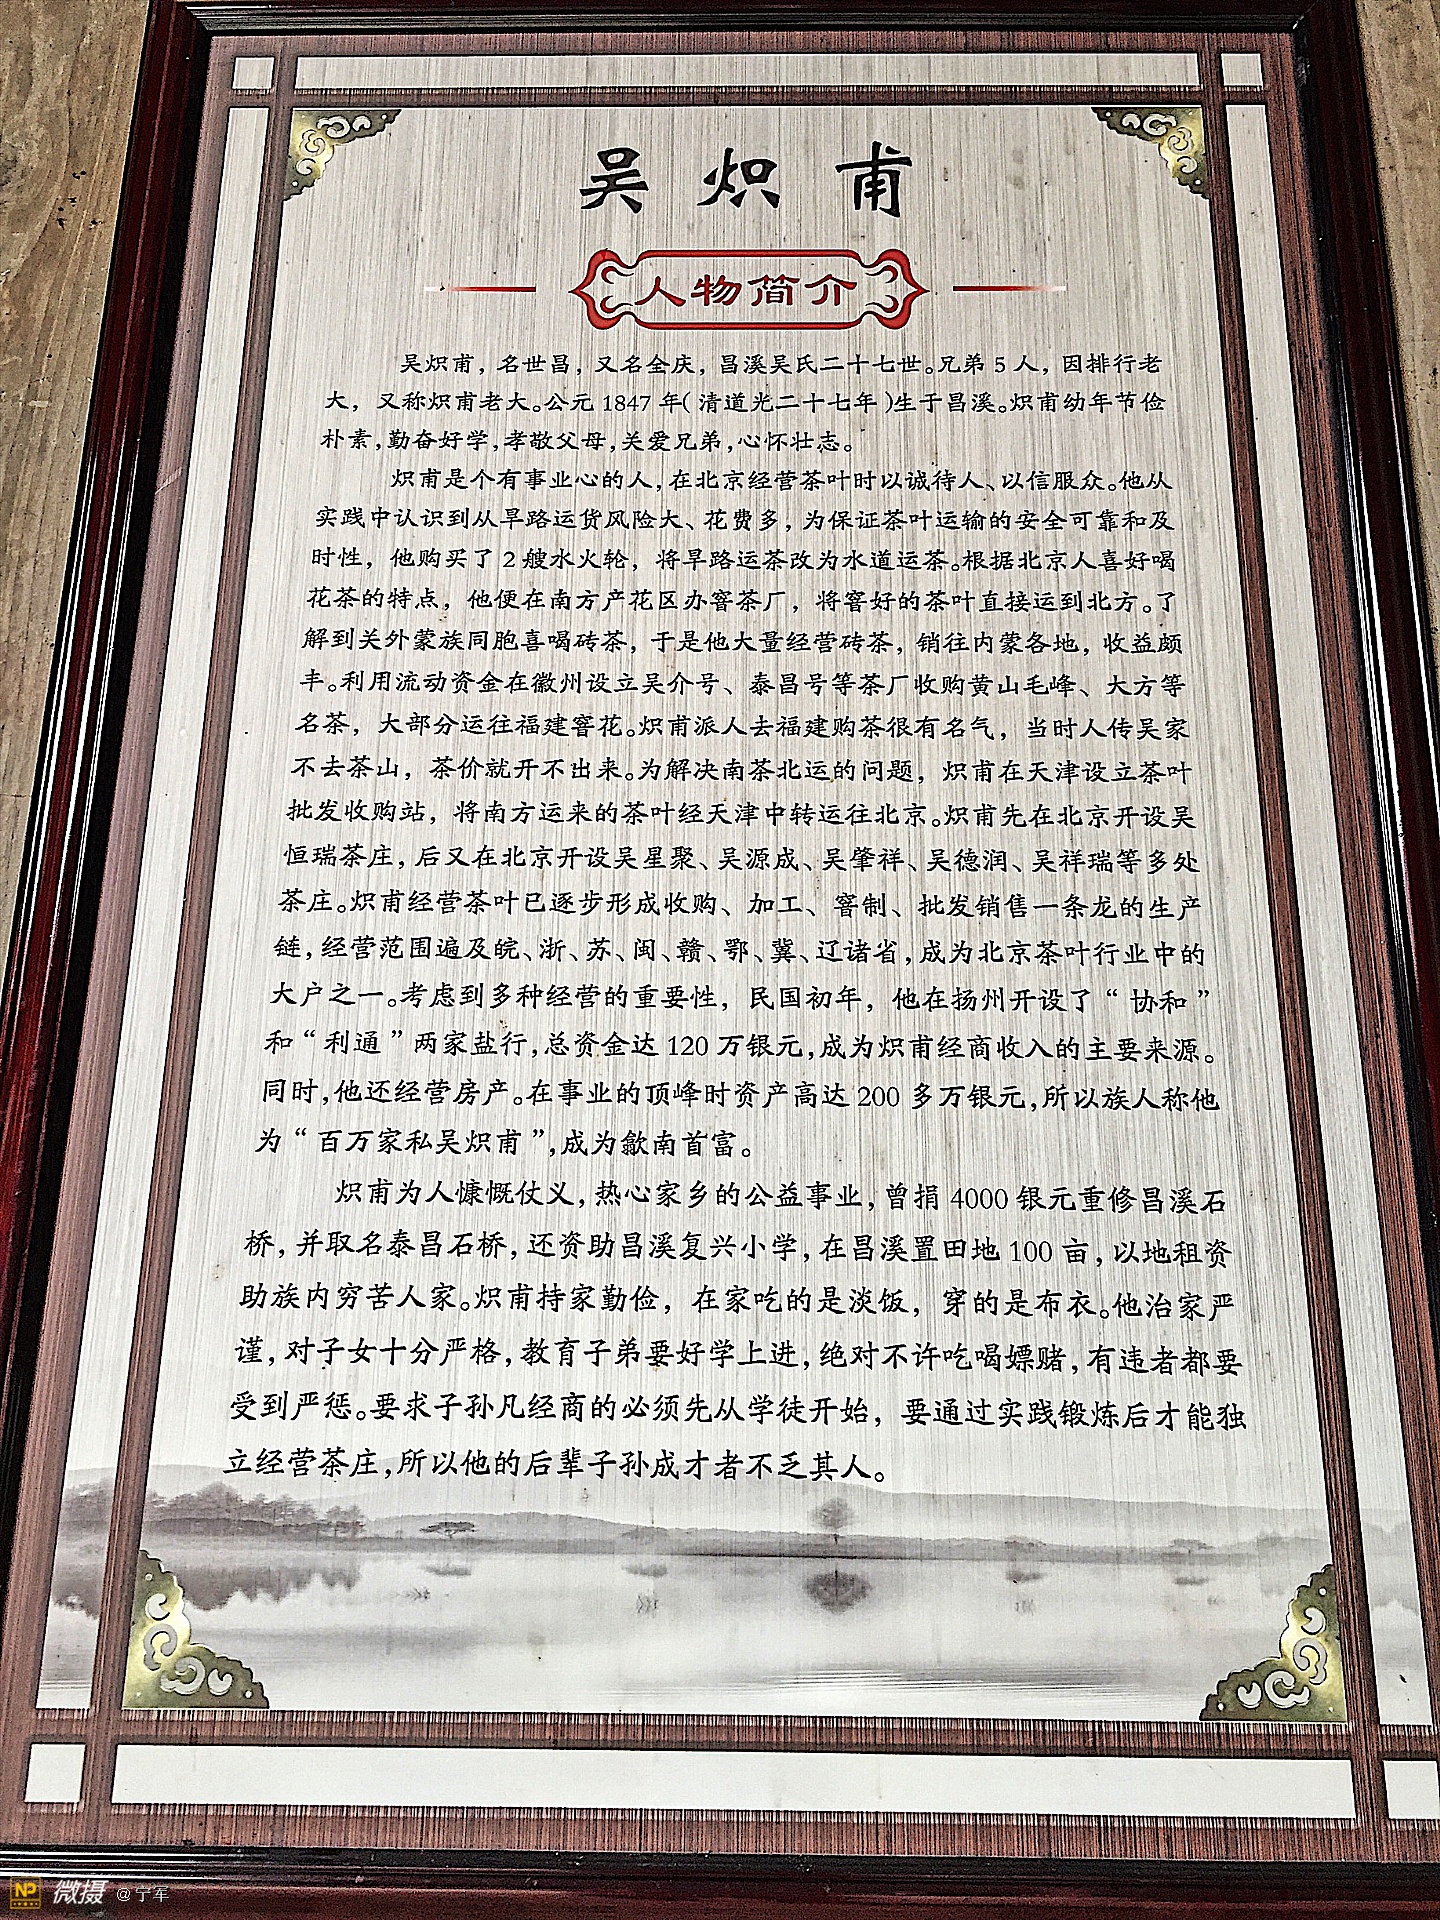 吴炽甫
人物简介
吴炽甫，名世昌，又名全庆，昌溪吴氏二十七世。兄弟5人，因排行老
大，又称炽甫老大。公元1847年(清道光二十七年)生于昌溪。炽甫幼年节俭
朴素，勤奋好学，孝敬父母，关爱兄弟，心怀壮志。
炽甫是个有事业心的人，在北京经营茶叶时以诚待人、以信服众。他从
实践中认识到从旱路运货风险大、花费多，为保证茶叶运输的安全可靠和及
时性，他购买了2艘水火轮，将旱路运茶改为水道运茶。根据北京人喜好喝
花茶的特点，他便在南方产花区办窨茶厂，将窨好的茶叶直接运到北方。了
解到关外蒙族同胞喜喝砖茶，于是他大量经营砖茶，销往内蒙各地，收益颇
丰。利用流动资金在徽州设立吴介号、泰昌号等茶厂收购黄山毛峰、大方等
名茶，大部分运往福建窨花。炽甫派人去福建购茶很有名气，当时人传吴家
不去茶山，茶价就开不出来。为解决南茶北运的问题，炽甫在天津设立茶叶
批发收购站，将南方运来的茶叶经天津中转运往北京。炽甫先在北京开设吴
恒瑞茶庄，后又在北京开设吴星聚、吴源成、吴肇祥、吴德润、吴祥瑞等多处
茶庄。炽甫经营茶叶已逐步形成收购、加工、窨制、批发销售一条龙的生产
链，经营范围遍及皖、浙、苏、闽、赣、鄂、冀、辽诸省，成为北京茶叶行业中的
大户之一。考虑到多种经营的重要性，民国初年，他在扬州开设了“协和”
和“利通”两家盐行，总资金达120万银元，成为炽甫经商收入的主要来源。
同时，他还经营房产。在事业的顶峰时资产高达200多万银元，所以族人称他
为“百万家私吴炽甫”，成为歙南首富。
炽甫为人慷慨仗义，热心家乡的公益事业，曾捐4000银元重修昌溪石
桥，并取名泰昌石桥，还资助昌溪复兴小学，在昌溪置田地100亩，以地租资
助族内穷苦人家。炽甫持家勤俭，在家吃的是淡饭，穿的是布衣。他治家严
谨，对子女十分严格，教育子弟要好学上进，绝对不许吃喝嫖赌，有违者都要
受到严惩。要求子孙凡经商的必须先从学徒开始，要通过实践锻炼后才能独
立经营茶庄，所以他的后辈子孙成才者不乏其人。
NP 微摄 @宁军